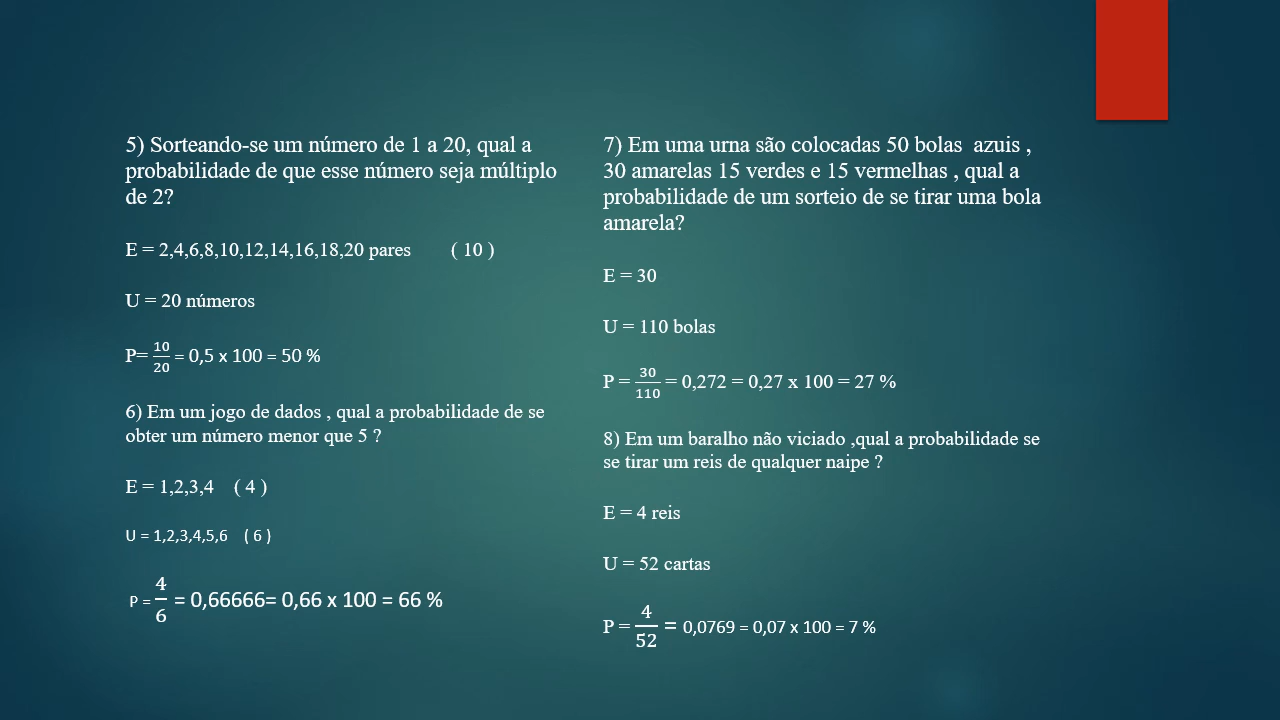 5) Sorteando-se um número de 1 a 20, qual a
probabilidade de que esse número seja múltiplo
de 2?
E = 2,4,6,8,10,12,14,16,18,20 pares ( 10 )
U = 20 números
P= 10/20 = 0,5 x 100 = 50 %
6) Em um jogo de dados , qual a probabilidade de se
obter um número menor que 5 ?
E = 1,2,3,4 ( 4 )
U = 1,2,3,4,5,6 ( 6 )
P = 4/6 = 0,66666= 0,66 x 100 = 66 %
7) Em uma urna são colocadas 50 bolas azuis ,
30 amarelas 15 verdes e 15 vermelhas , qual a
probabilidade de um sorteio de se tirar uma bola
amarela?
E = 30
U = 110 bolas
P = 30/110 = 0,272 = 0,27 x 100 = 27 %
8) Em um baralho não viciado ,qual a probabilidade se
se tirar um reis de qualquer naipe ?
E = 4 reis
U = 52 cartas
P = 4/52 = 0,0769 = 0,07 x 100 = 7 %